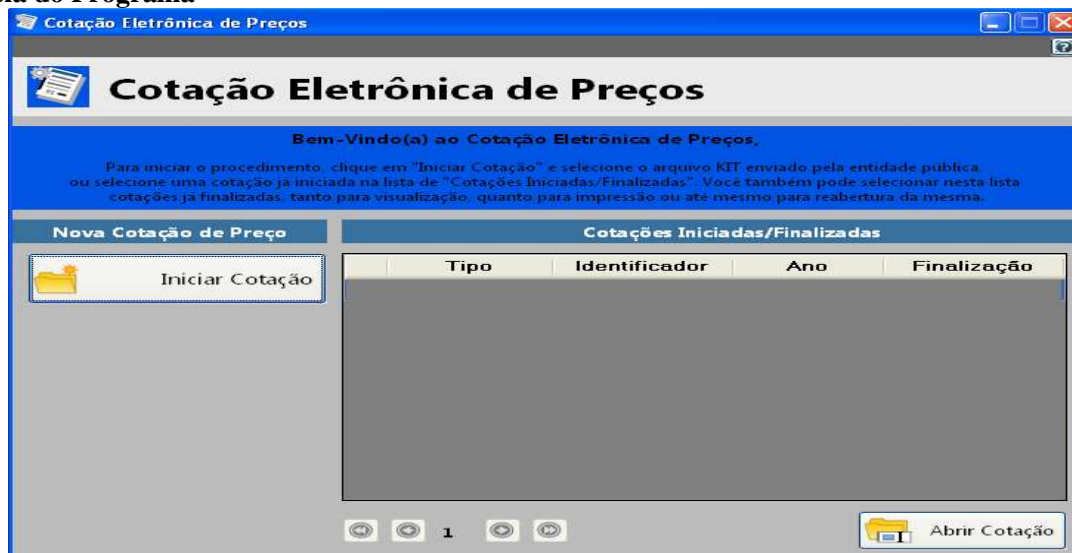 do Programa
Cotação Eletrônica de Preços
Cotação Eletrônica de Preços
Bem-Vindo(a) ao Cotação Eletrônica de Preços,
Para iniciar o procedimento, clique em "Iniciar Cotação" e selecione o arquivo KIT enviado pela entidade pública,
ou selecione uma cotação já iniciada na lista de "Cotações Iniciadas/Finalizadas". Você também pode selecionar nesta lista
cotações já finalizadas, tanto para visualização, quanto para impressão ou até mesmo para reabertura da mesma.
Nova Cotação de Preço
Cotações Iniciadas/Finalizadas
Iniciar Cotação
Tipo Identificador Ano Finalização
1
Abrir Cotação